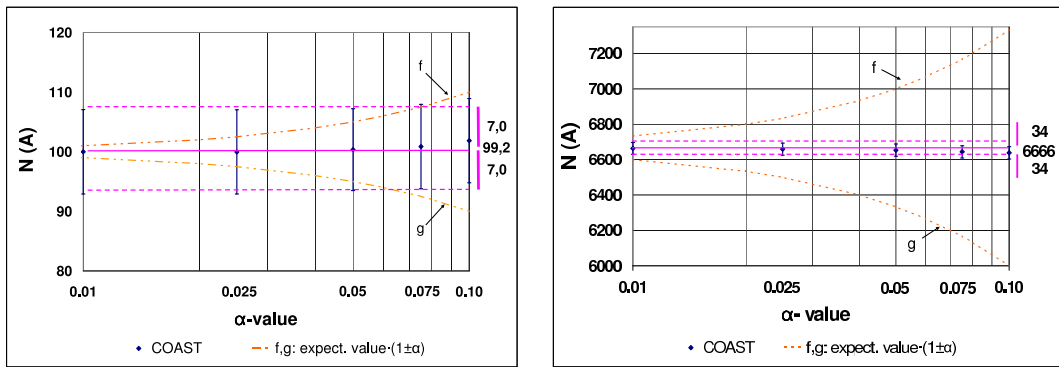 120
110
100
90
80
N (A)
f
g
7,0
99,2
7,0
0.01
0.025
0.05
0.075
0.10
α-value
COAST
f,g: expect. value·(1±α)
7200
7000
6800
6600
6400
6200
6000
N (A)
f
g
34
6666
34
0.01
0.025
0.05
0.075
0.10
α- value
COAST
f,g: expect. value·(1±α)